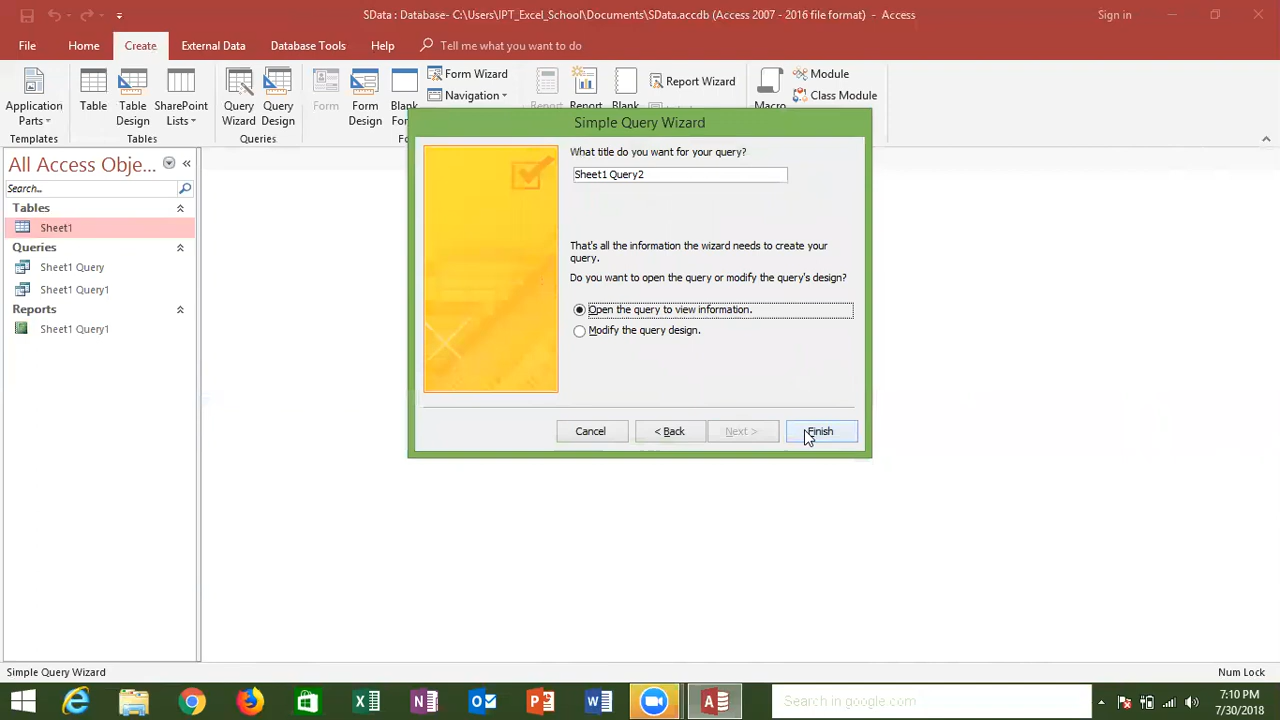 SData : Database- C:\Users\IPT_Excel_School\Documents\SData.accdb (Access 2007 - 2016 file format) - Access
Sign in
File Home Create External Data Database Tools Help Tell me what you want to do
Application Parts
Table
Table Design
SharePoint Lists
Query Wizard
Query Design
Form
Form Design
Blank
Form Wizard
Navigation
Report
Report
Blank
Report Wizard
Macro
Module
Class Module
Templates
Tables
Queries
All Access Obje...
Search...
Tables
Sheet1
Queries
Sheet1 Query
Sheet1 Query1
Reports
Sheet1 Query1
Simple Query Wizard
What title do you want for your query?
Sheet1 Query2
That's all the information the wizard needs to create your
query.
Do you want to open the query or modify the query's design?
Open the query to view information.
Modify the query design.
Cancel
< Back
Next >
Finish
Simple Query Wizard
Num Lock
Search in google.com
7:10 PM
7/30/2018